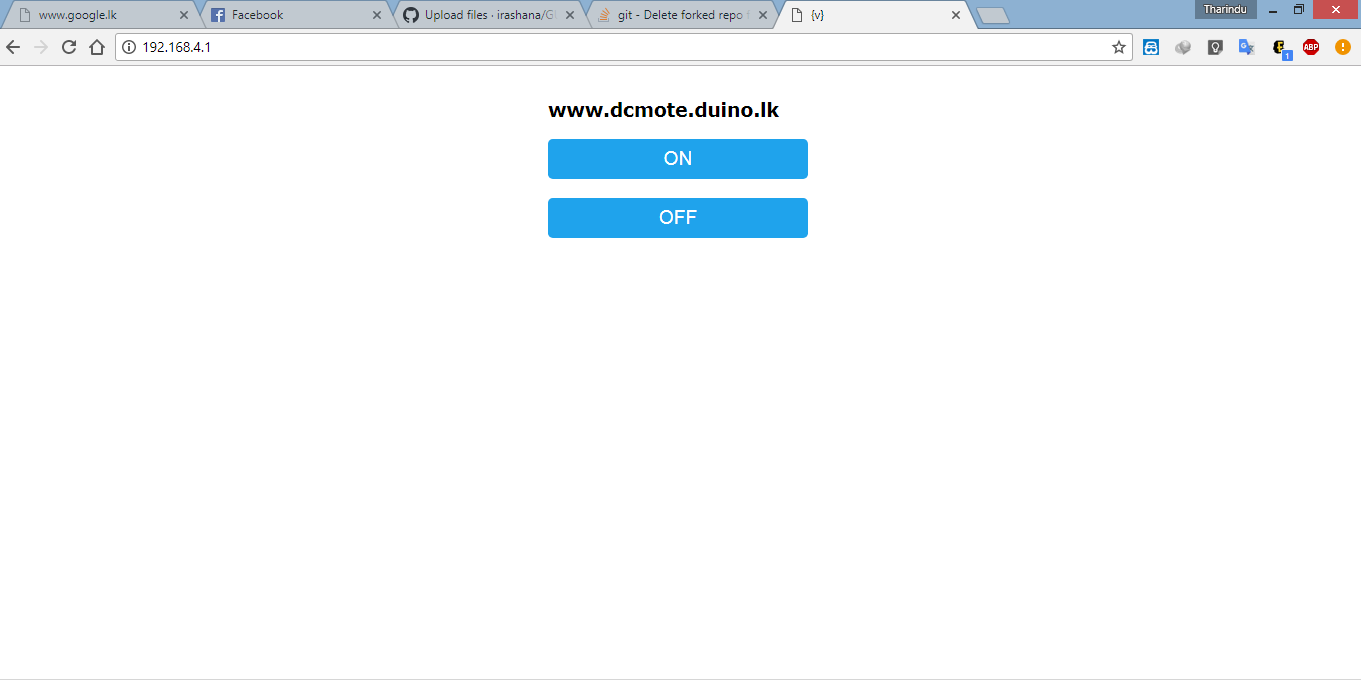 www.google.lk
Facebook
Upload files · irashana/G
git - Delete forked repo
{v}
Tharindu
192.168.4.1
1
ABP
www.dcmote.duino.lk
ON
OFF